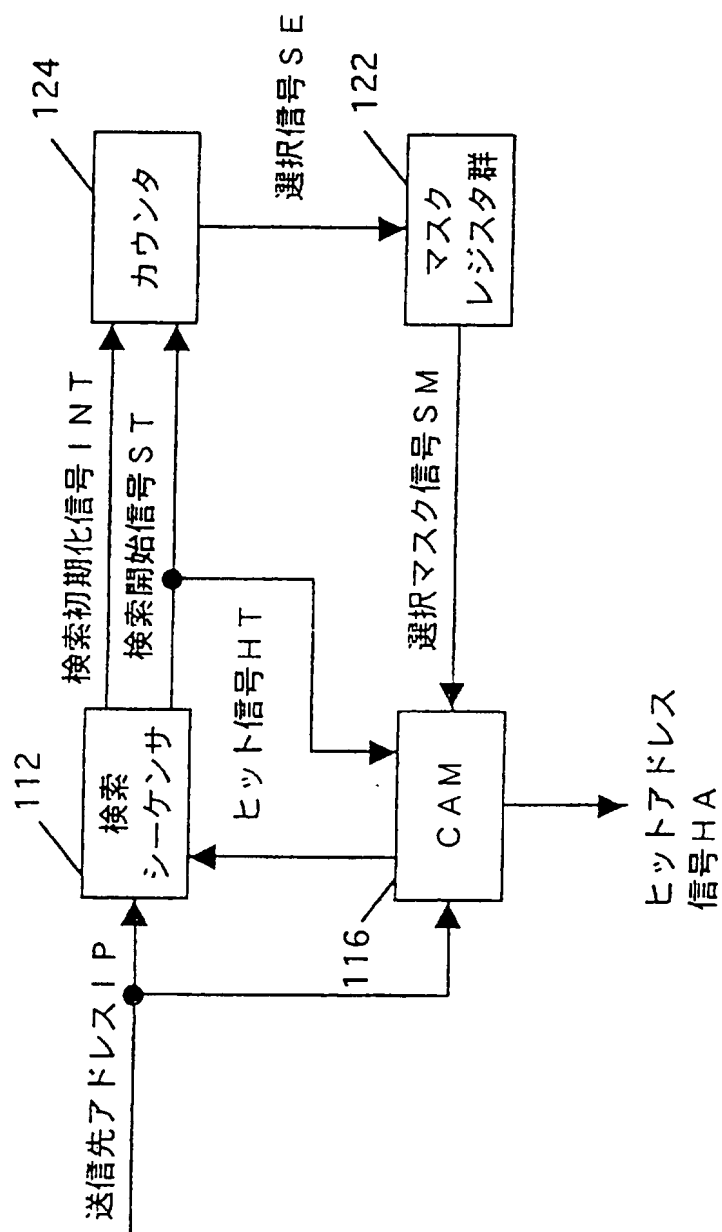 送信先アドレスIP
112
検索
シーケンサ
検索初期化信号INT
検索開始信号ST
124
カウンタ
選択信号SE
ヒット信号HT
116
CAM
選択マスク信号SM
122
マスク
レジスタ群
ヒットアドレス
信号HA